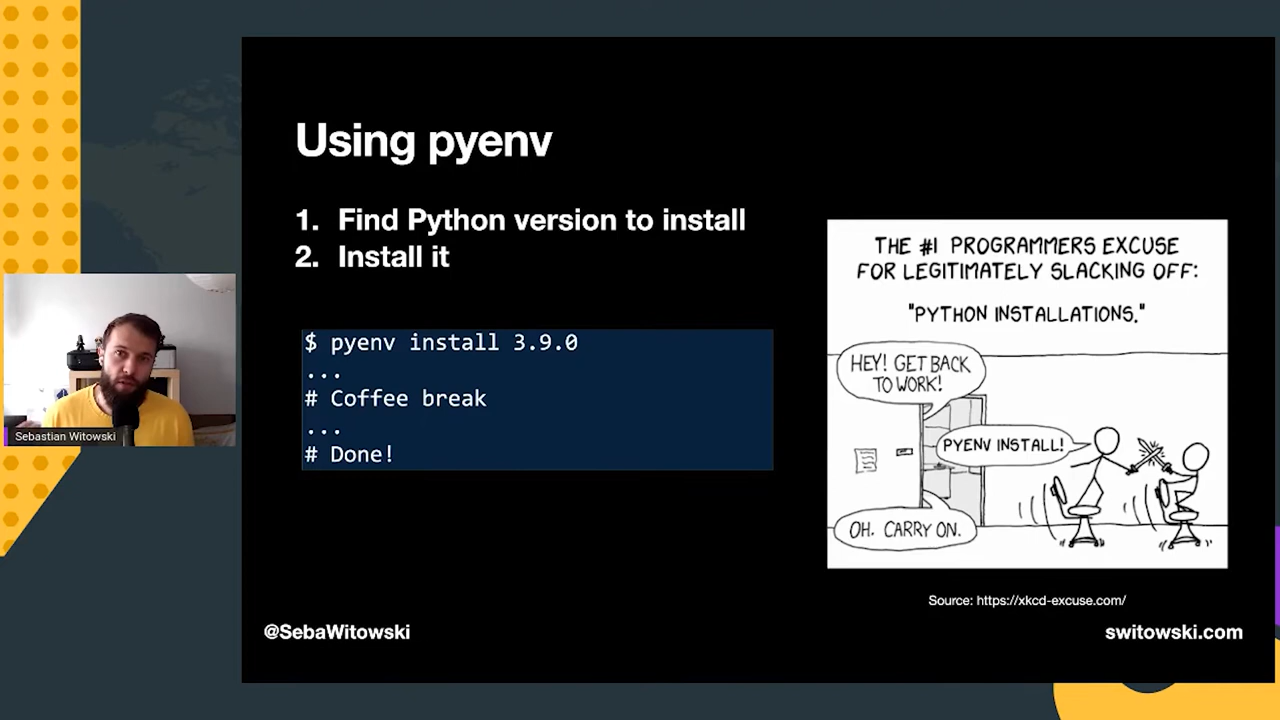 Using pyenv
1. Find Python version to install
2. Install it
$ pyenv install 3.9.0
...
# Coffee break
...
# Done!
THE #1 PROGRAMMERS EXCUSE
FOR LEGITIMATELY SLACKING OFF:
"PYTHON INSTALLATIONS."
HEY! GET BACK
TO WORK!
PYENV INSTALL!
OH. CARRY ON.
Source: https://xkcd-excuse.com/
Sebastian Witowski
@SebaWitowski
switowski.com